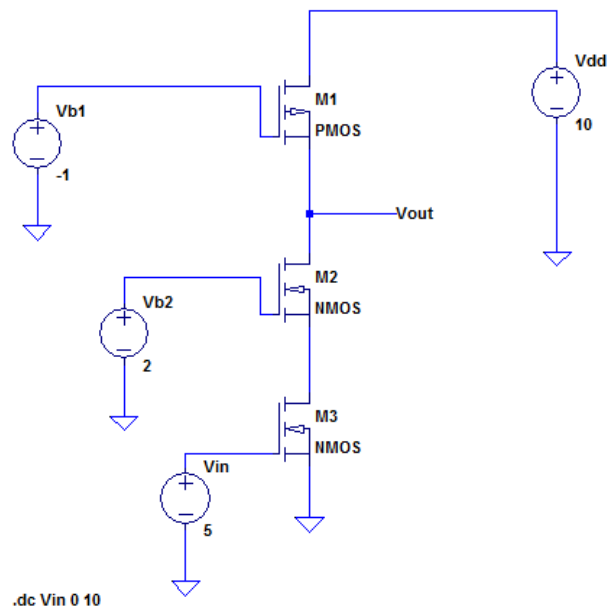 Vdd
10
M1
PMOS
Vb1
-1
Vout
M2
NMOS
Vb2
2
M3
NMOS
Vin
5
.dc Vin 0 10